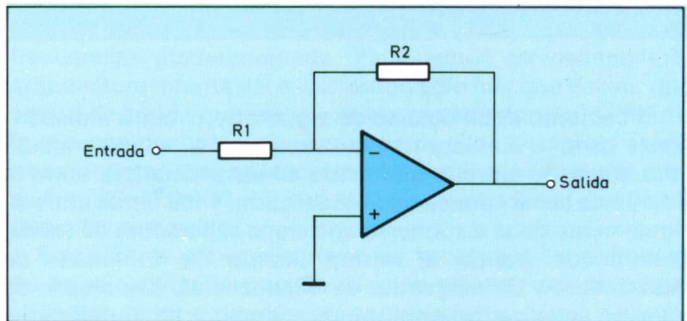 R2
R1
Entrada
−
+
Salida